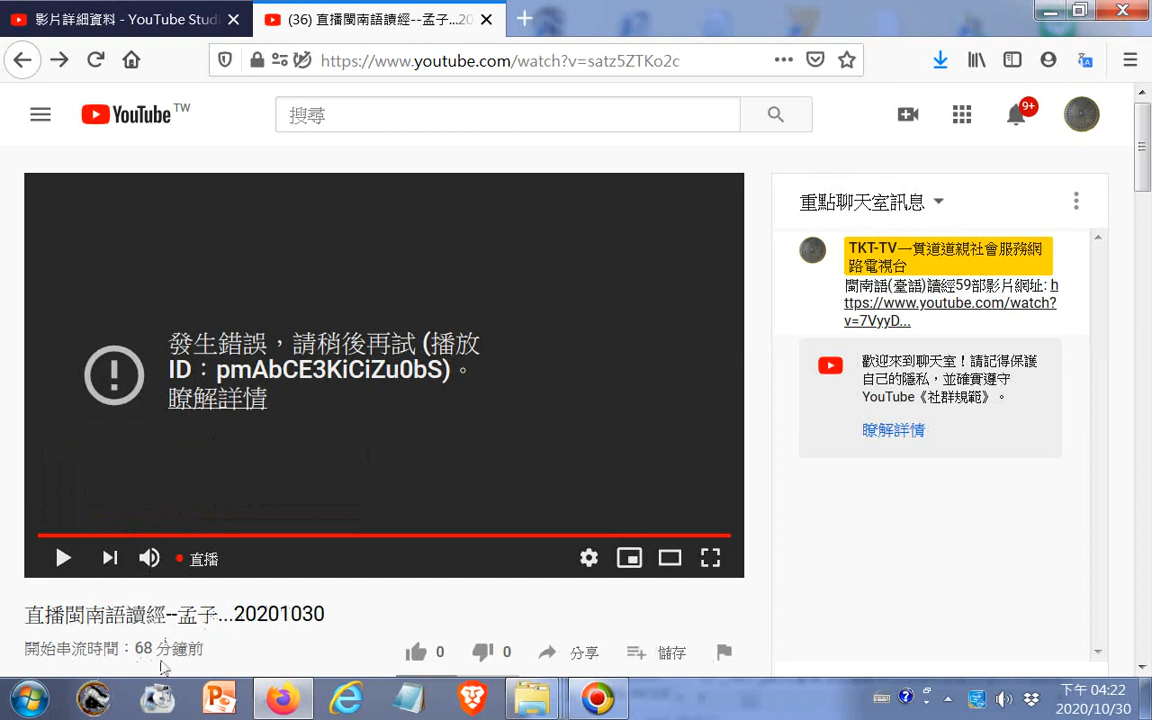 影片詳細資料 - YouTube Stud
(36) 直播閩南語讀經--孟子...20
https://www.youtube.com/watch?v=satz5ZTKo2c
YouTube TW
搜尋
9+
發生錯誤，請稍後再試 (播放
ID：pmAbCE3KiCiZu0bS)。
瞭解詳情
直播
重點聊天室訊息
TKT-TV一貫道道親社會服務網
路電視台
閩南語(臺語)讀經59部影片網址: h
ttps://www.youtube.com/watch?
v=7VyyD...
歡迎來到聊天室！請記得保護
自己的隱私，並確實遵守
YouTube《社群規範》。
瞭解詳情
直播閩南語讀經--孟子...20201030
開始串流時間：68 分鐘前
0
0
分享
儲存
下午 04:22
2020/10/30